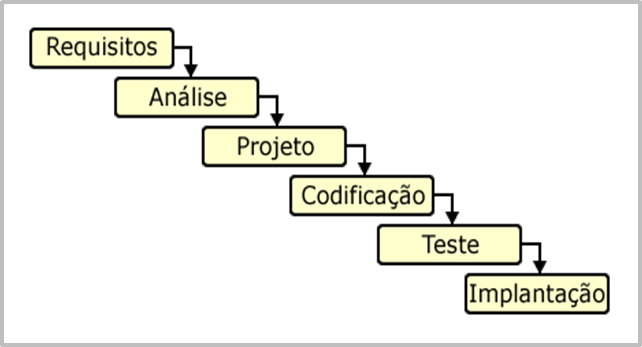 Requisitos
Análise
Projeto
Codificação
Teste
Implantação